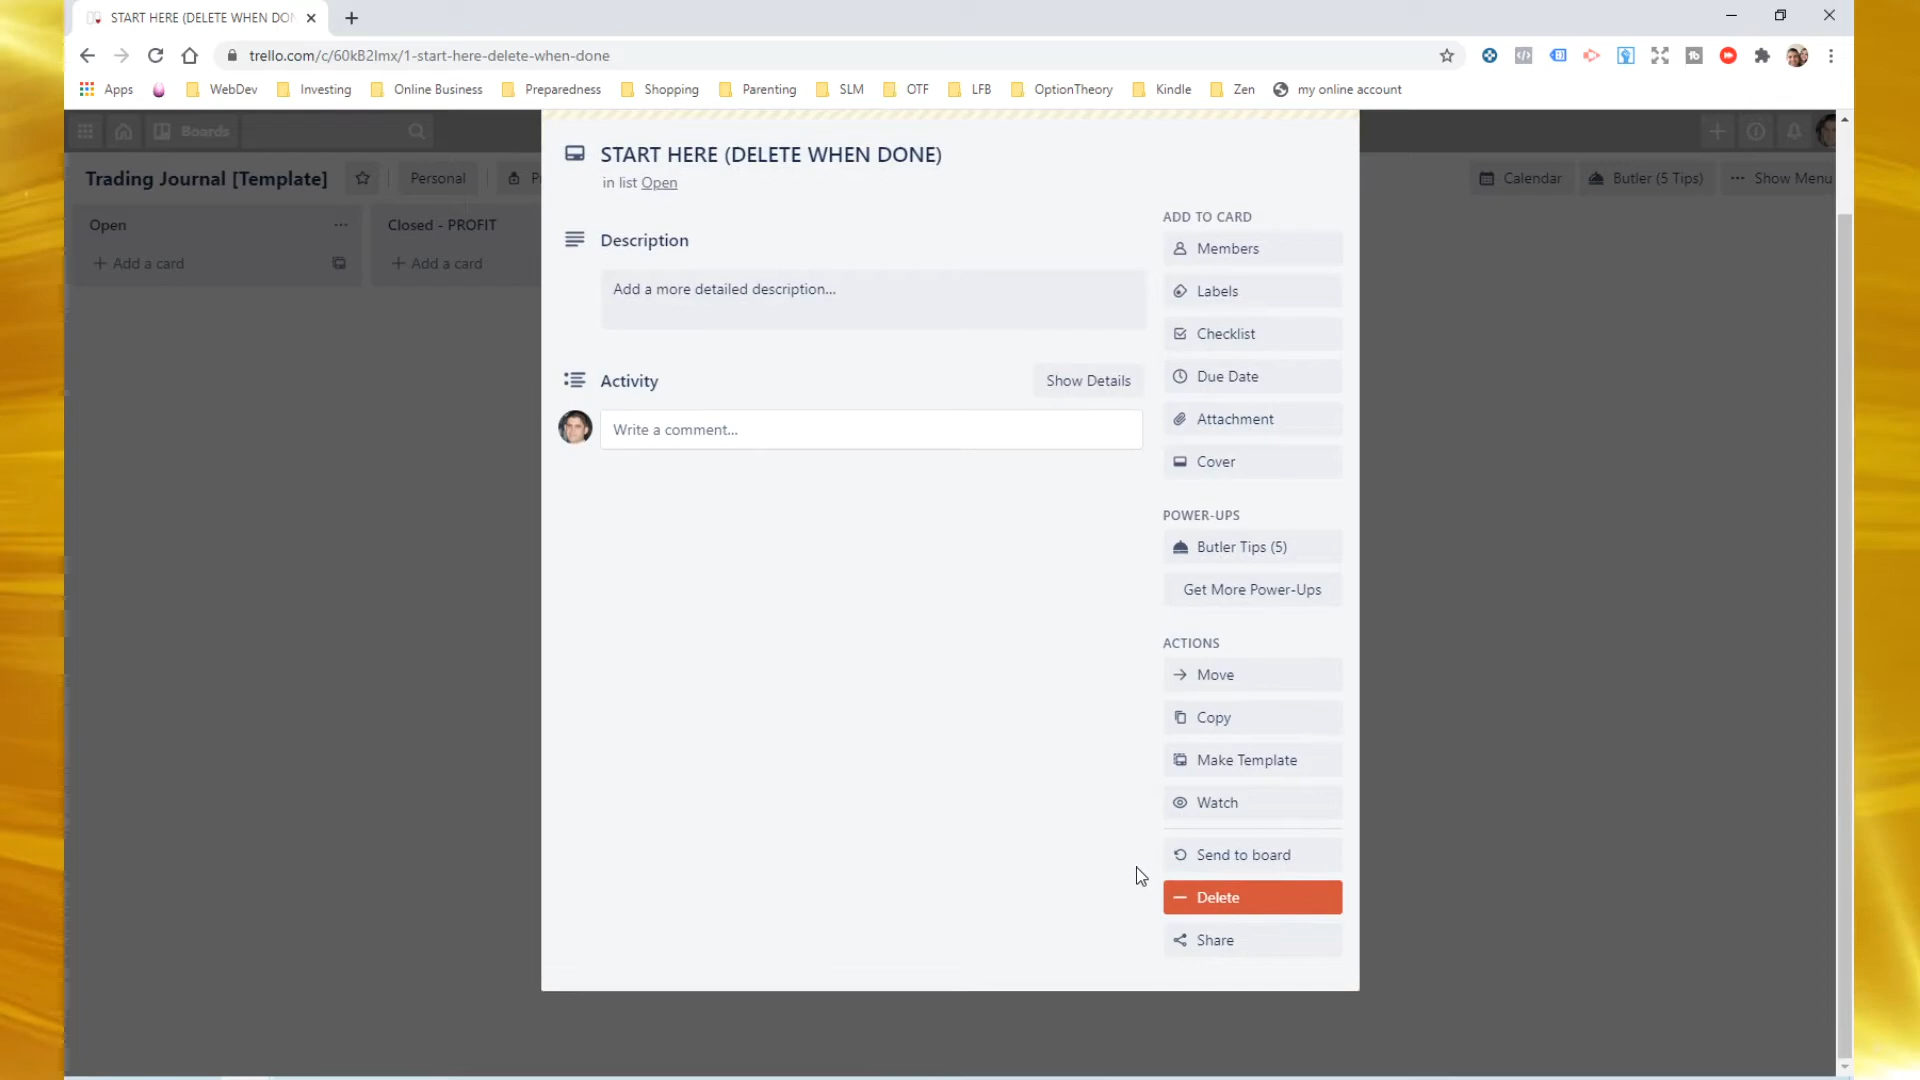 START HERE (DELETE WHEN DON
trello.com/c/60kB2lmx/1-start-here-delete-when-done
Apps
WebDev
Investing
Online Business
Preparedness
Shopping
Parenting
SLM
OTF
LFB
OptionTheory
Kindle
Zen
my online account
Boards
Trading Journal [Template]
Personal
Calendar
Butler (5 Tips)
Show Menu
Open
+ Add a card
Closed - PROFIT
+ Add a card
START HERE (DELETE WHEN DONE)
in list Open
Description
Add a more detailed description...
Activity
Show Details
Write a comment...
ADD TO CARD
Members
Labels
Checklist
Due Date
Attachment
Cover
POWER-UPS
Butler Tips (5)
Get More Power-Ups
ACTIONS
Move
Copy
Make Template
Watch
Send to board
Delete
Share